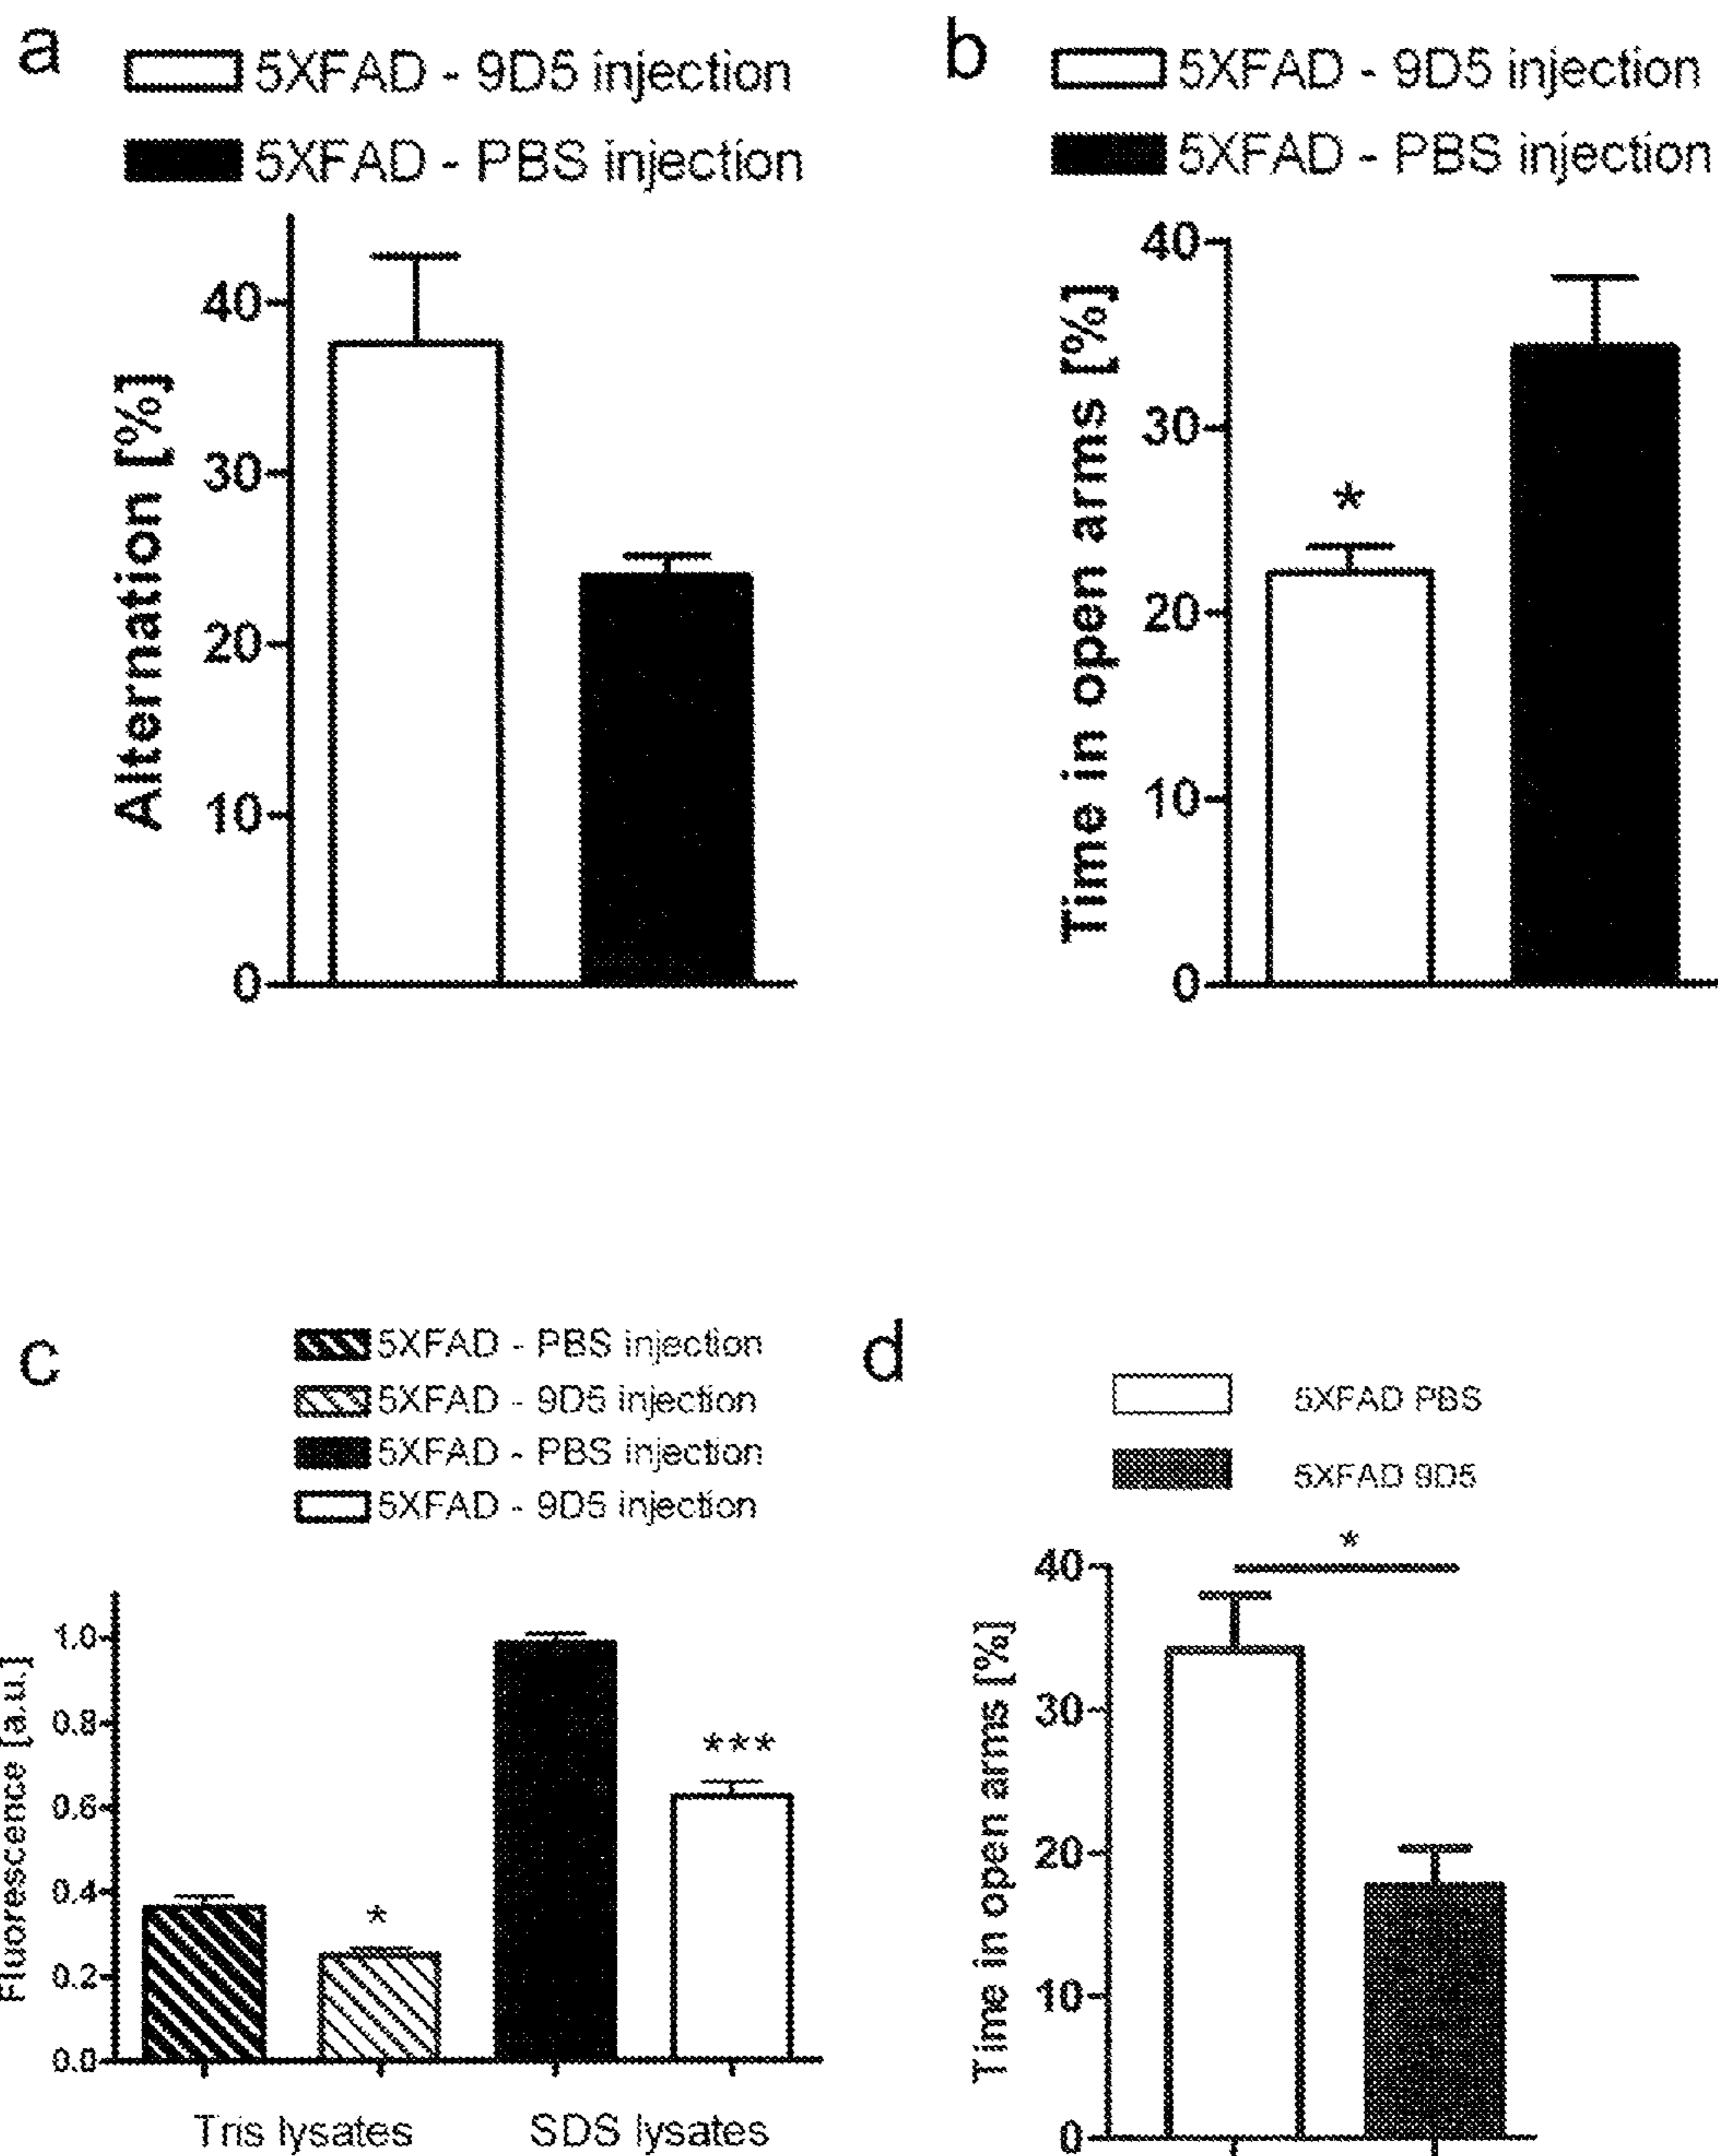 a
5XFAD - 9D5 injection
5XFAD - PBS injection
Alternation [%]
40
30
20
10
0
b
5XFAD - 9D5 injection
5XFAD - PBS injection
Time in open arms [%]
40
30
20
10
0
*
c
5XFAD - PBS injection
5XFAD - 9D5 injection
5XFAD - PBS injection
5XFAD - 9D5 injection
Fluorescence [a.u.]
1.0
0.8
0.6
0.4
0.2
0.0
*
***
Tris lysates
SDS lysates
d
5XFAD PBS
5XFAD 9D5
Time in open arms [%]
*
40
30
20
10
0